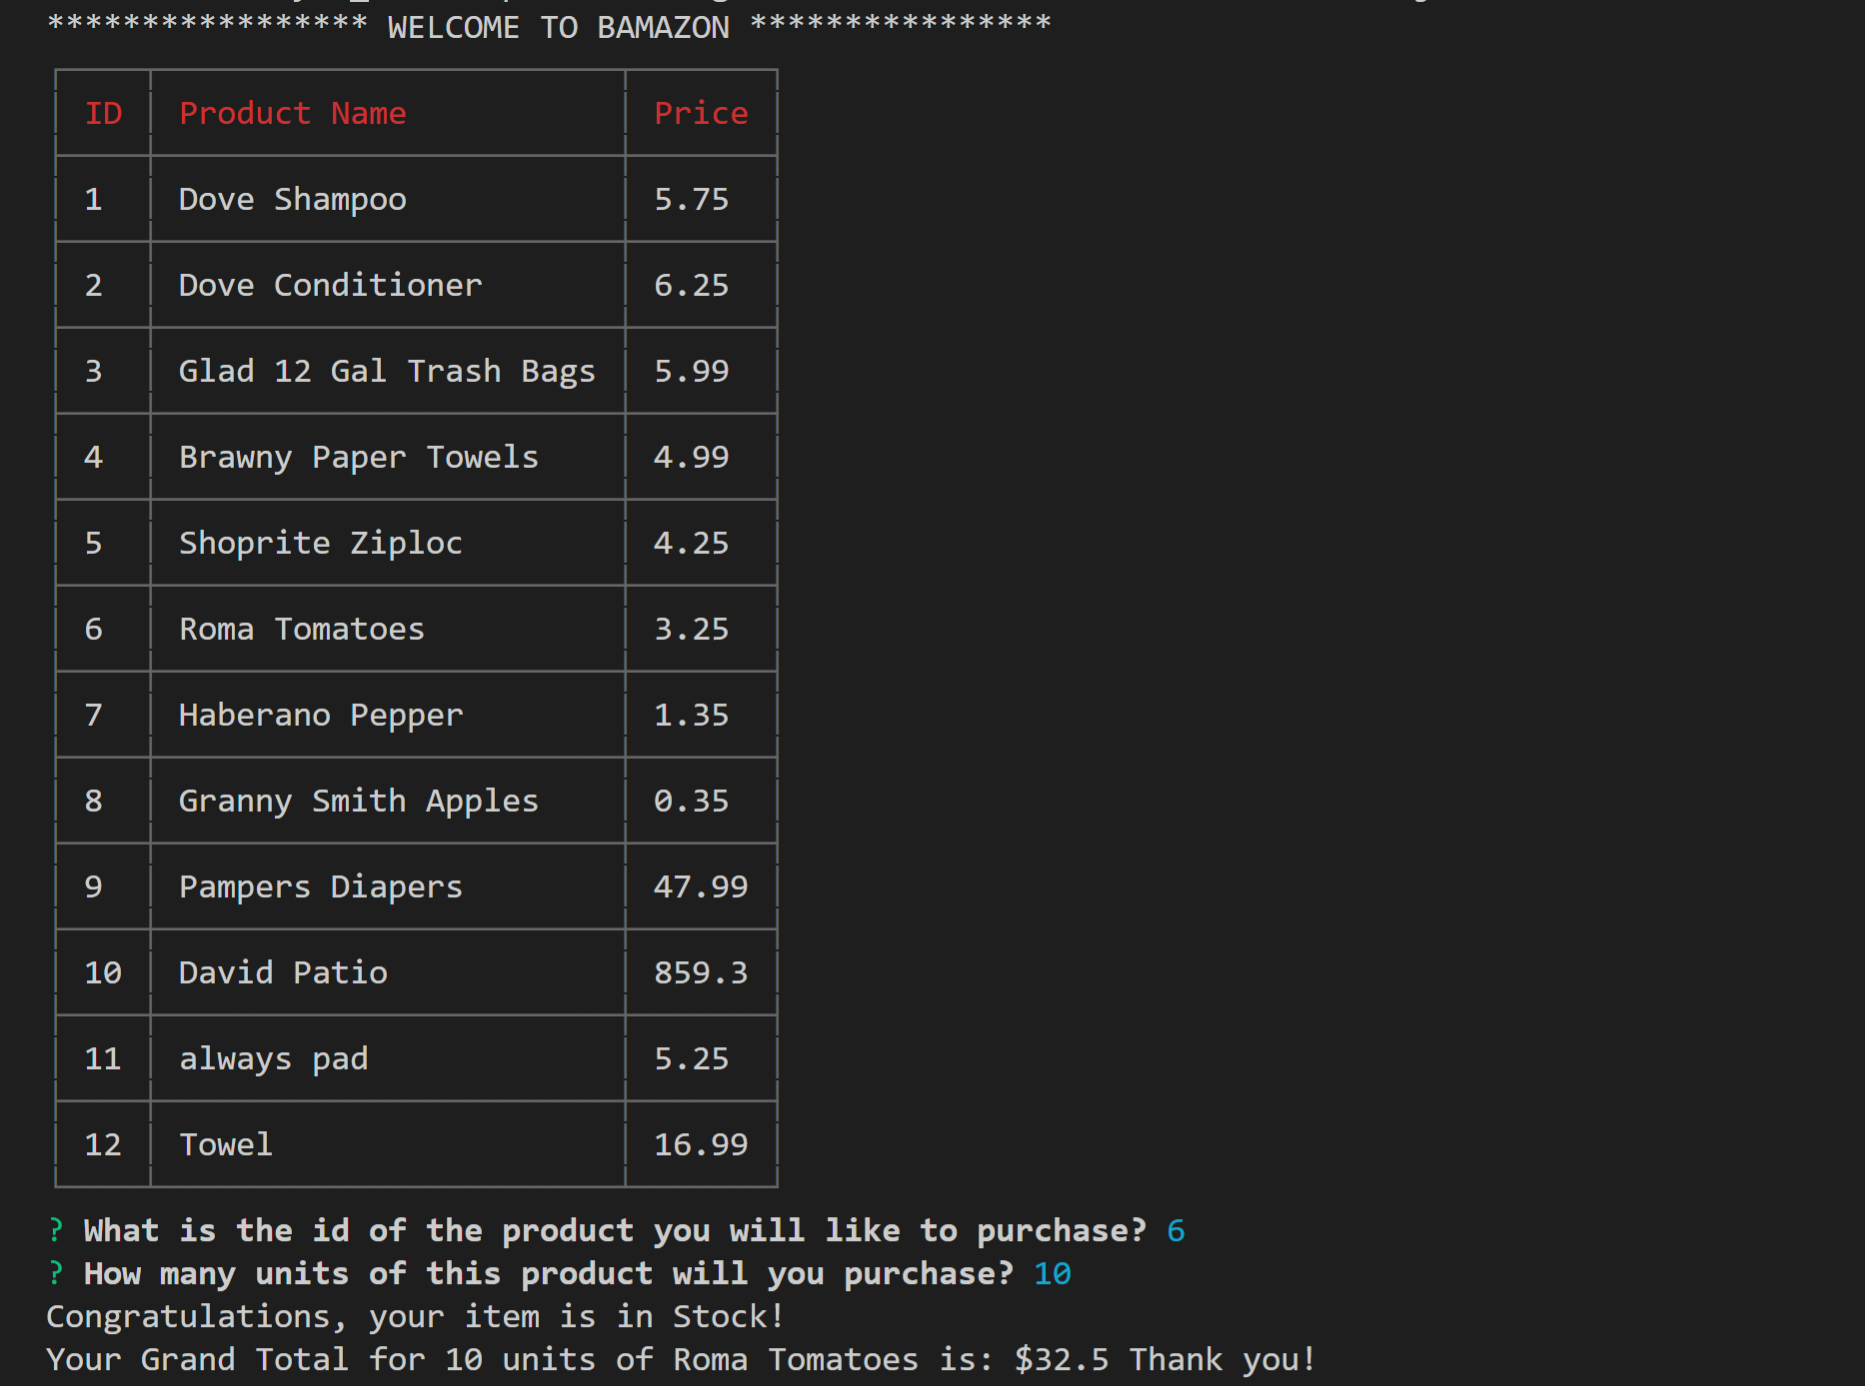 ***************** WELCOME TO BAMAZON ****************
ID Product Name Price
1 Dove Shampoo 5.75
2 Dove Conditioner 6.25
3 Glad 12 Gal Trash Bags 5.99
4 Brawny Paper Towels 4.99
5 Shoprite Ziploc 4.25
6 Roma Tomatoes 3.25
7 Haberano Pepper 1.35
8 Granny Smith Apples 0.35
9 Pampers Diapers 47.99
10 David Patio 859.3
11 always pad 5.25
12 Towel 16.99
? What is the id of the product you will like to purchase? 6
? How many units of this product will you purchase? 10
Congratulations, your item is in Stock!
Your Grand Total for 10 units of Roma Tomatoes is: $32.5 Thank you!